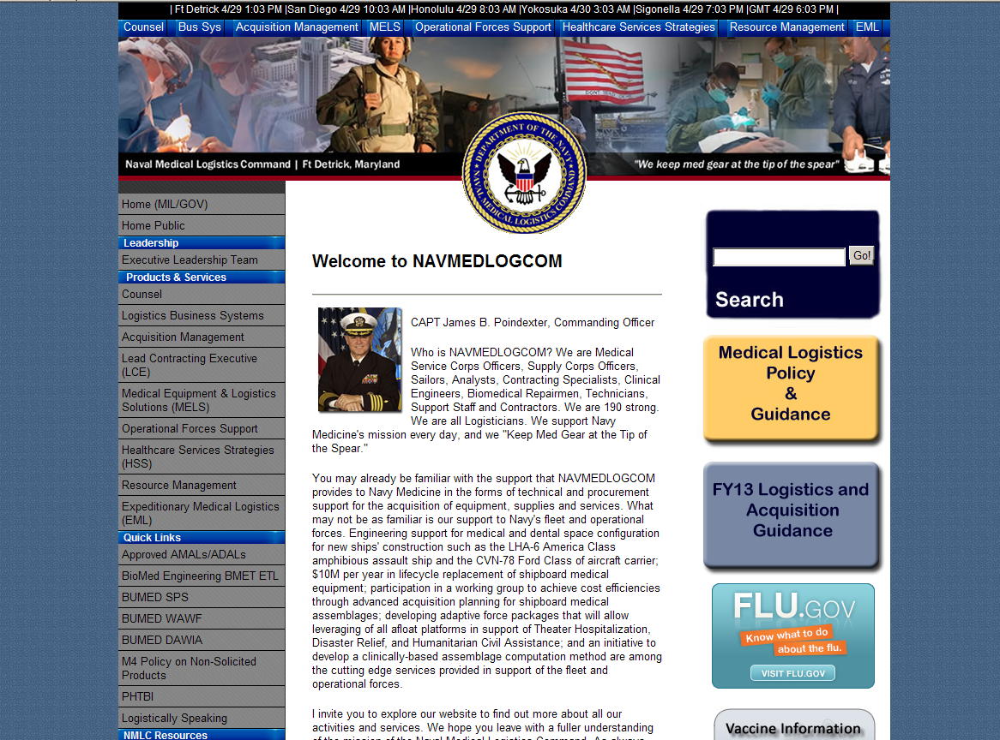 | Ft Detrick 4/29 1:03 PM |San Diego 4/29 10:03 AM |Honolulu 4/29 8:03 AM |Yokosuka 4/30 3:03 AM |Sigonella 4/29 7:03 PM |GMT 4/29 6:03 PM |
Counsel Bus Sys Acquisition Management MELS Operational Forces Support Healthcare Services Strategies Resource Management EML
DONT TREAD ON ME
Naval Medical Logistics Command | Ft Detrick, Maryland
"We keep med gear at the tip of the spear"
DEPARTMENT OF THE NAVY
NAVAL MEDICAL LOGISTICS COMMAND
Home (MIL/GOV)
Home Public
Leadership
Executive Leadership Team
Products & Services
Counsel
Logistics Business Systems
Acquisition Management
Lead Contracting Executive
(LCE)
Medical Equipment & Logistics
Solutions (MELS)
Operational Forces Support
Healthcare Services Strategies
(HSS)
Resource Management
Expeditionary Medical Logistics
(EML)
Quick Links
Approved AMALs/ADALs
BioMed Engineering BMET ETL
BUMED SPS
BUMED WAWF
BUMED DAWIA
M4 Policy on Non-Solicited
Products
PHTBI
Logistically Speaking
NMLC Resources
Welcome to NAVMEDLOGCOM
CAPT James B. Poindexter, Commanding Officer
Who is NAVMEDLOGCOM? We are Medical
Service Corps Officers, Supply Corps Officers,
Sailors, Analysts, Contracting Specialists, Clinical
Engineers, Biomedical Repairmen, Technicians,
Support Staff and Contractors. We are 190 strong.
We are all Logisticians. We support Navy
Medicine's mission every day, and we "Keep Med Gear at the Tip of
the Spear."
You may already be familiar with the support that NAVMEDLOGCOM
provides to Navy Medicine in the forms of technical and procurement
support for the acquisition of equipment, supplies and services. What
may not be as familiar is our support to Navy's fleet and operational
forces. Engineering support for medical and dental space configuration
for new ships' construction such as the LHA-6 America Class
amphibious assault ship and the CVN-78 Ford Class of aircraft carrier;
$10M per year in lifecycle replacement of shipboard medical
equipment; participation in a working group to achieve cost efficiencies
through advanced acquisition planning for shipboard medical
assemblages; developing adaptive force packages that will allow
leveraging of all afloat platforms in support of Theater Hospitalization,
Disaster Relief, and Humanitarian Civil Assistance; and an initiative to
develop a clinically-based assemblage computation method are among
the cutting edge services provided in support of the fleet and
operational forces.
I invite you to explore our website to find out more about all our
activities and services. We hope you leave with a fuller understanding
of the mission of the Naval Medical Logistics Command. As always,
Go!
Search
Medical Logistics
Policy
&
Guidance
FY13 Logistics and
Acquisition
Guidance
FLU.GOV
Know what to do
about the flu.
VISIT FLU.GOV
Vaccine Information